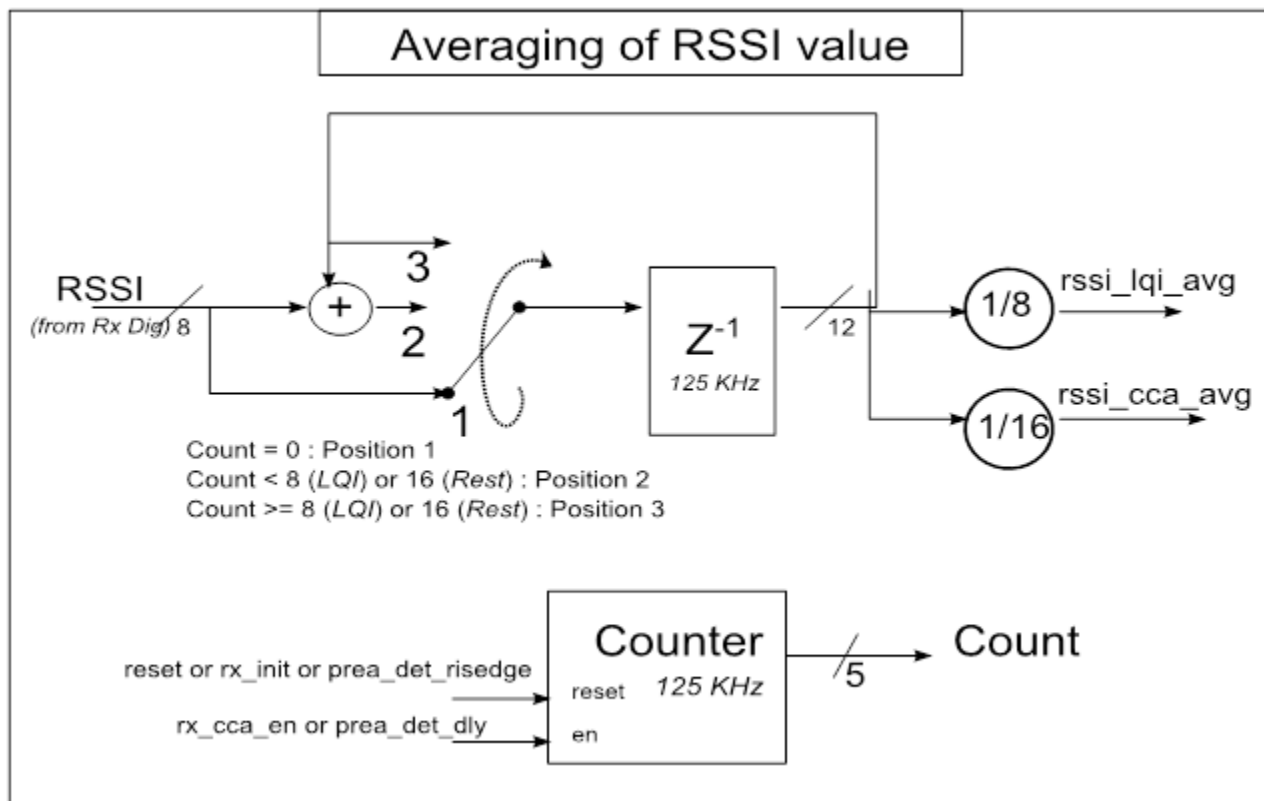 Averaging of RSSI value
3
RSSI
(from Rx Dig)
8
+
2
1
Z-1
125 KHz
12
1/8
rssi_lqi_avg
1/16
rssi_cca_avg
Count = 0 : Position 1
Count < 8 (LQI) or 16 (Rest) : Position 2
Count >= 8 (LQI) or 16 (Rest) : Position 3
Counter
125 KHz
reset or rx_init or prea_det_risedge
reset
rx_cca_en or prea_det_dly
en
5
Count